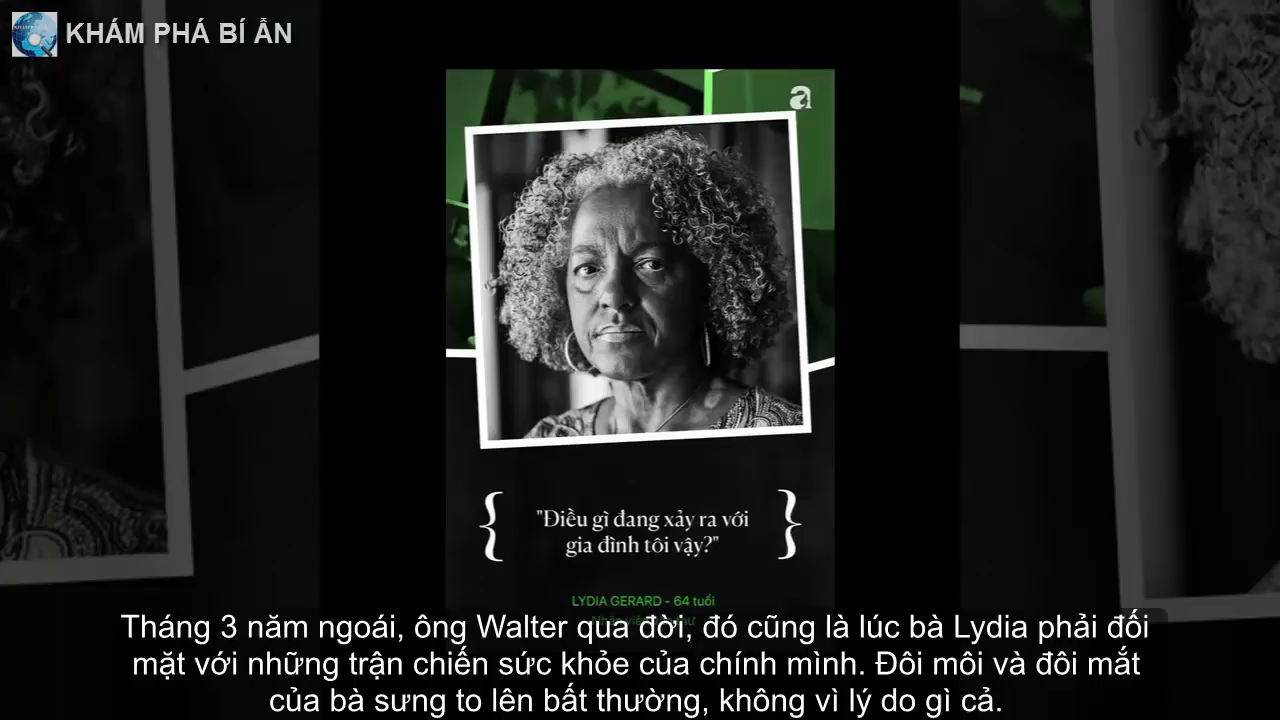 KHÁM PHÁ BÍ ẨN
a
"Điều gì đang xảy ra với
gia đình tôi vậy?"
LYDIA GERARD - 64 tuổi
Tháng 3 năm ngoái, ông Walter qua đời, đó cũng là lúc bà Lydia phải đối
mặt với những trận chiến sức khỏe của chính mình. Đôi môi và đôi mắt
của bà sưng to lên bất thường, không vì lý do gì cả.